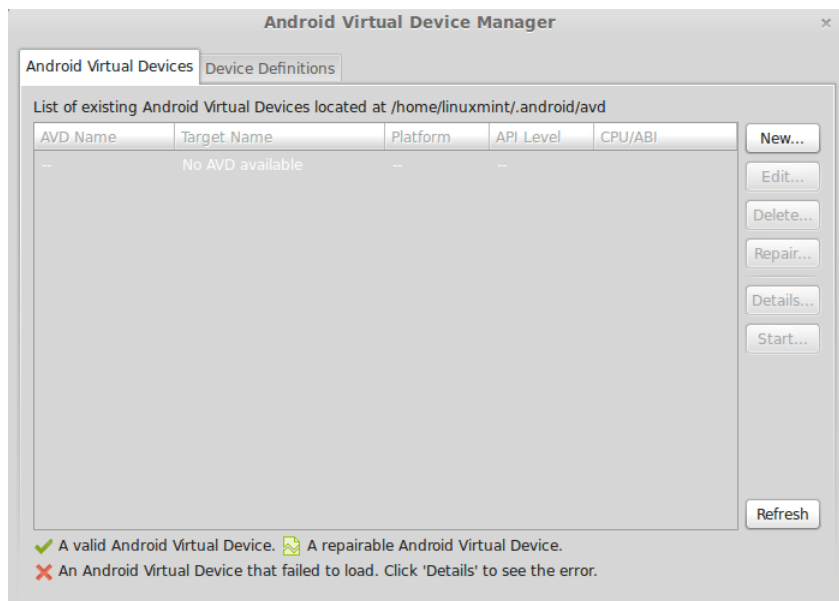 Android Virtual Device Manager
Android Virtual Devices Device Definitions
List of existing Android Virtual Devices located at /home/linuxmint/.android/avd
AVD Name Target Name Platform API Level CPU/ABI
-- No AVD available -- --
New...
Edit...
Delete...
Repair...
Details...
Start...
Refresh
A valid Android Virtual Device. A repairable Android Virtual Device.
An Android Virtual Device that failed to load. Click 'Details' to see the error.